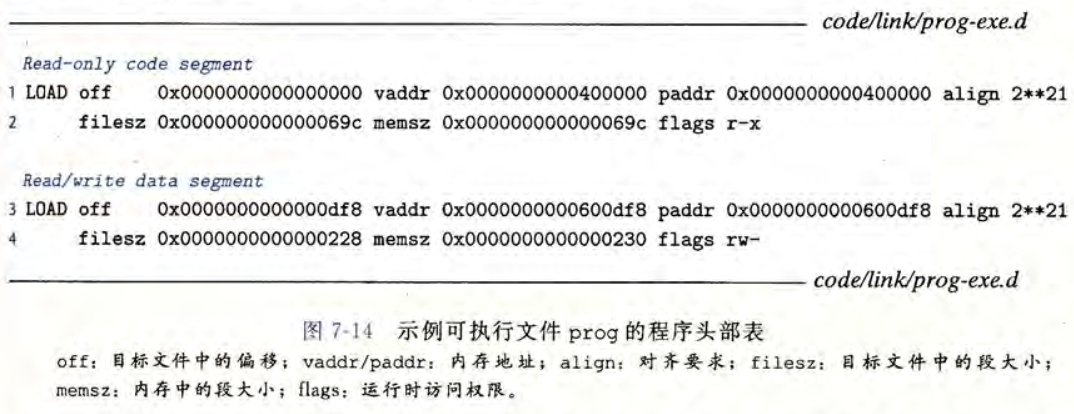 code/link/prog-exe.d
Read-only code segment
1 LOAD off 0x0000000000000000 vaddr 0x0000000000400000 paddr 0x0000000000400000 align 2**21
2 filesz 0x000000000000069c memsz 0x000000000000069c flags r-x
Read/write data segment
3 LOAD off 0x0000000000000df8 vaddr 0x0000000000600df8 paddr 0x0000000000600df8 align 2**21
4 filesz 0x0000000000000228 memsz 0x0000000000000230 flags rw-
code/link/prog-exe.d
图 7-14 示例可执行文件 prog 的程序头部表
off：目标文件中的偏移；vaddr/paddr：内存地址；align：对齐要求；filesz：目标文件中的段大小；
memsz：内存中的段大小；flags：运行时访问权限。